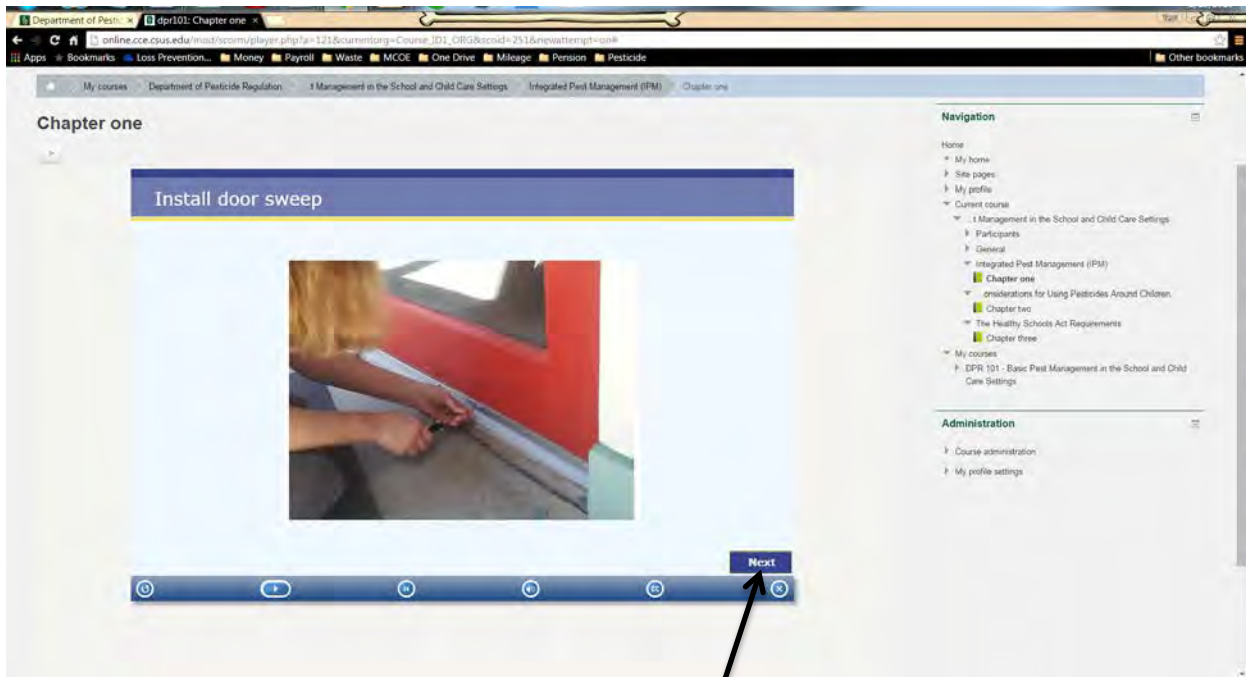 Department of Pestic
dpr101: Chapter one
online.cce.csus.edu/mod/scorm/player.php?a=121&currentorg=Course_ID1_ORG&scoid=251&newattempt=on#
Apps Bookmarks Loss Prevention... Money Payroll Waste MCOE One Drive Mileage Pension Pesticide Other bookmarks
My courses Department of Pesticide Regulation t Management in the School and Child Care Settings Integrated Pest Management (IPM) Chapter one
Chapter one
Install door sweep
Next
Navigation
Home
My home
Site pages
My profile
Current course
...t Management in the School and Child Care Settings
Participants
General
Integrated Pest Management (IPM)
Chapter one
onsiderations for Using Pesticides Around Children
Chapter two
The Healthy Schools Act Requirements
Chapter three
My courses
DPR 101 - Basic Pest Management in the School and Child
Care Settings
Administration
Course administration
My profile settings